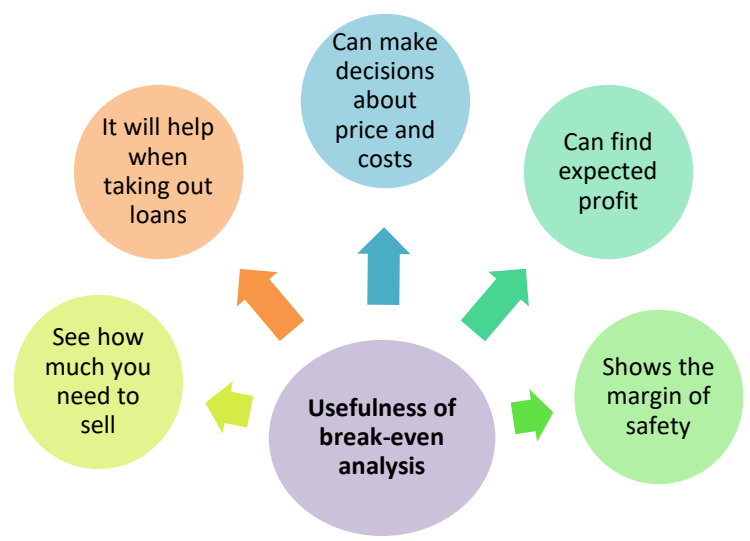 Can make
decisions
about
price and
costs
It will help
when
taking out
loans
Can find
expected
profit
See how
much you
need to
sell
Usefulness of
break-even
analysis
Shows the
margin of
safety